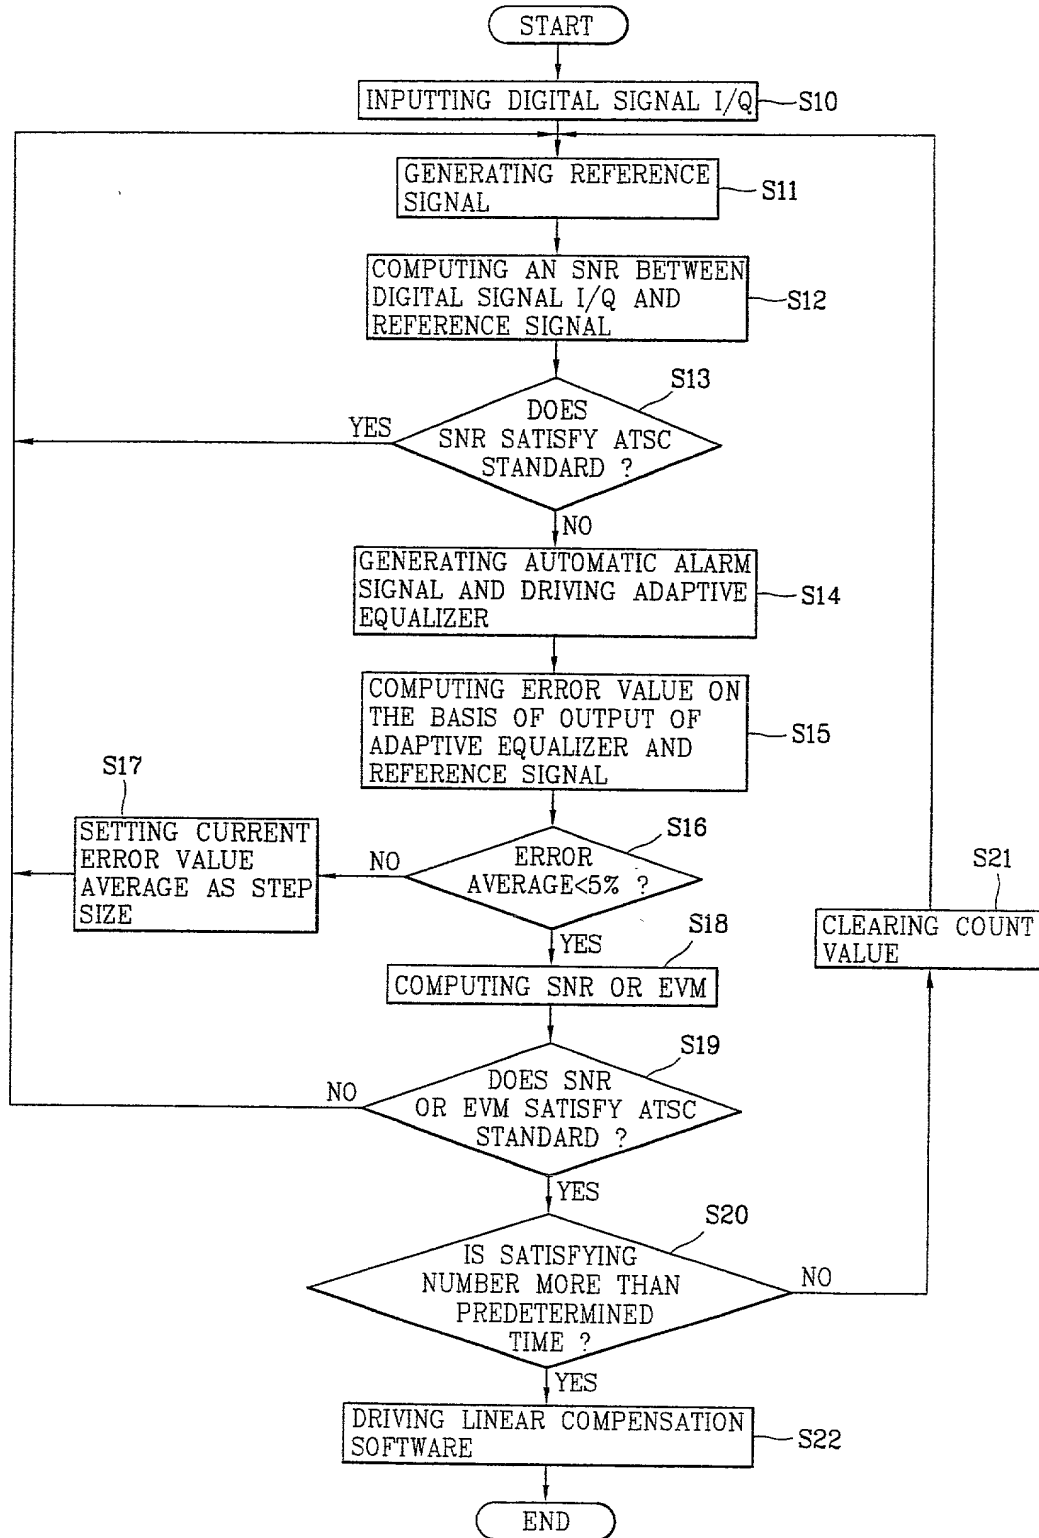 START
INPUTTING DIGITAL SIGNAL I/Q
S10
GENERATING REFERENCE
SIGNAL
S11
COMPUTING AN SNR BETWEEN
DIGITAL SIGNAL I/Q AND
REFERENCE SIGNAL
S12
S13
DOES
SNR SATISFY ATSC
STANDARD ?
YES
NO
GENERATING AUTOMATIC ALARM
SIGNAL AND DRIVING ADAPTIVE
EQUALIZER
S14
COMPUTING ERROR VALUE ON
THE BASIS OF OUTPUT OF
ADAPTIVE EQUALIZER AND
REFERENCE SIGNAL
S15
S16
ERROR
AVERAGE<5% ?
NO
S17
SETTING CURRENT
ERROR VALUE
AVERAGE AS STEP
SIZE
YES
S18
COMPUTING SNR OR EVM
S19
DOES SNR
OR EVM SATISFY ATSC
STANDARD ?
NO
YES
S20
IS SATISFYING
NUMBER MORE THAN
PREDETERMINED
TIME ?
NO
S21
CLEARING COUNT
VALUE
YES
DRIVING LINEAR COMPENSATION
SOFTWARE
S22
END